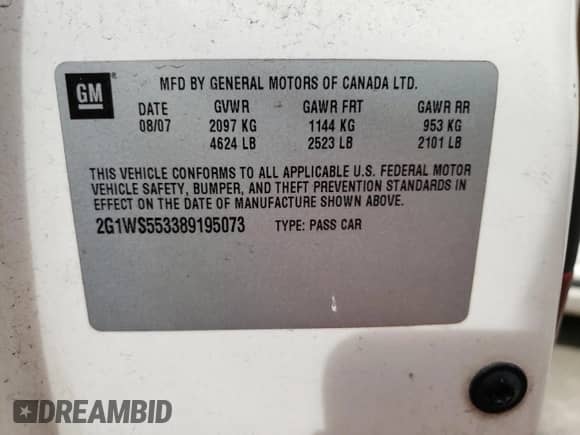 GM
MFD BY GENERAL MOTORS OF CANADA LTD.
DATE GVWR GAWR FRT GAWR RR
08/07 2097 KG 1144 KG 953 KG
4624 LB 2523 LB 2101 LB
THIS VEHICLE CONFORMS TO ALL APPLICABLE U.S. FEDERAL MOTOR
VEHICLE SAFETY, BUMPER, AND THEFT PREVENTION STANDARDS IN
EFFECT ON THE DATE OF MANUFACTURE SHOWN ABOVE.
2G1WS553389195073 TYPE: PASS CAR
DREAMBID